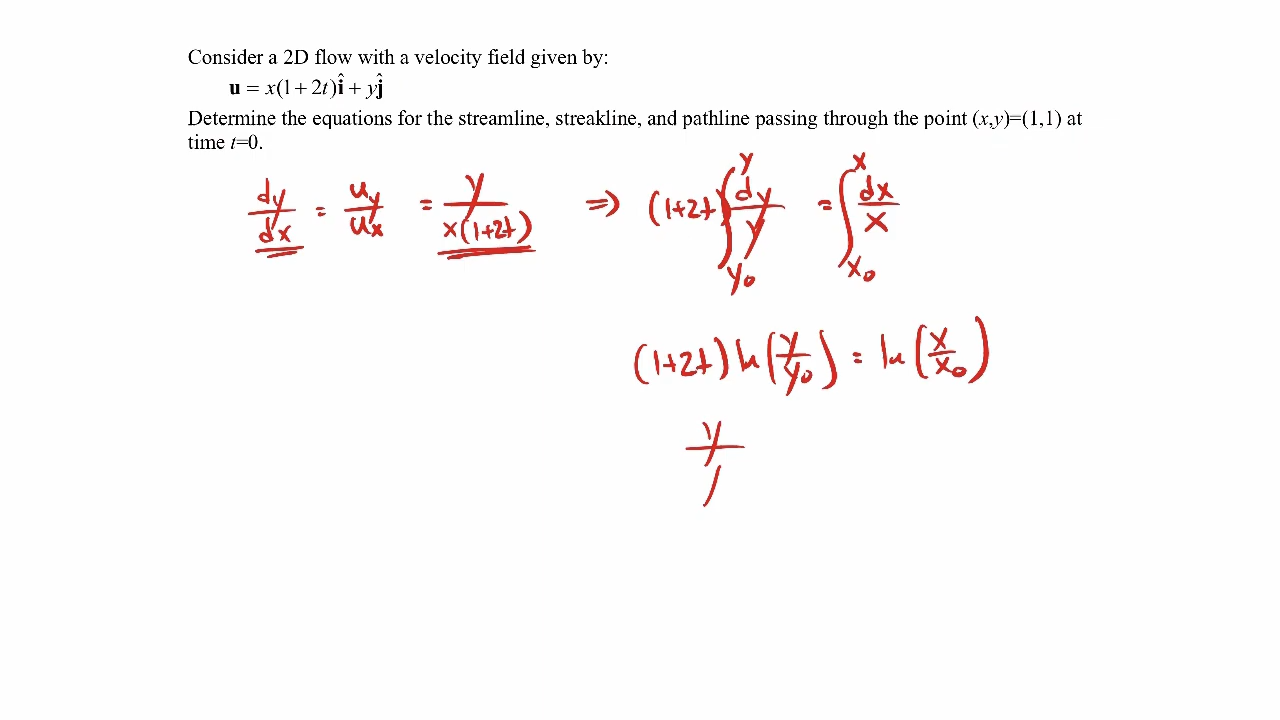 Consider a 2D flow with a velocity field given by:
u = x(1+2t)î + yĵ
Determine the equations for the streamline, streakline, and pathline passing through the point (x,y)=(1,1) at
time t=0.
dy/dx = u_y/u_x = y/(x(1+2t)) ⇒ (1+2t) ∫_{y_0}^{y} dy/y = ∫_{x_0}^{x} dx/x
(1+2t) ln(y/y_0) = ln(x/x_0)
y/